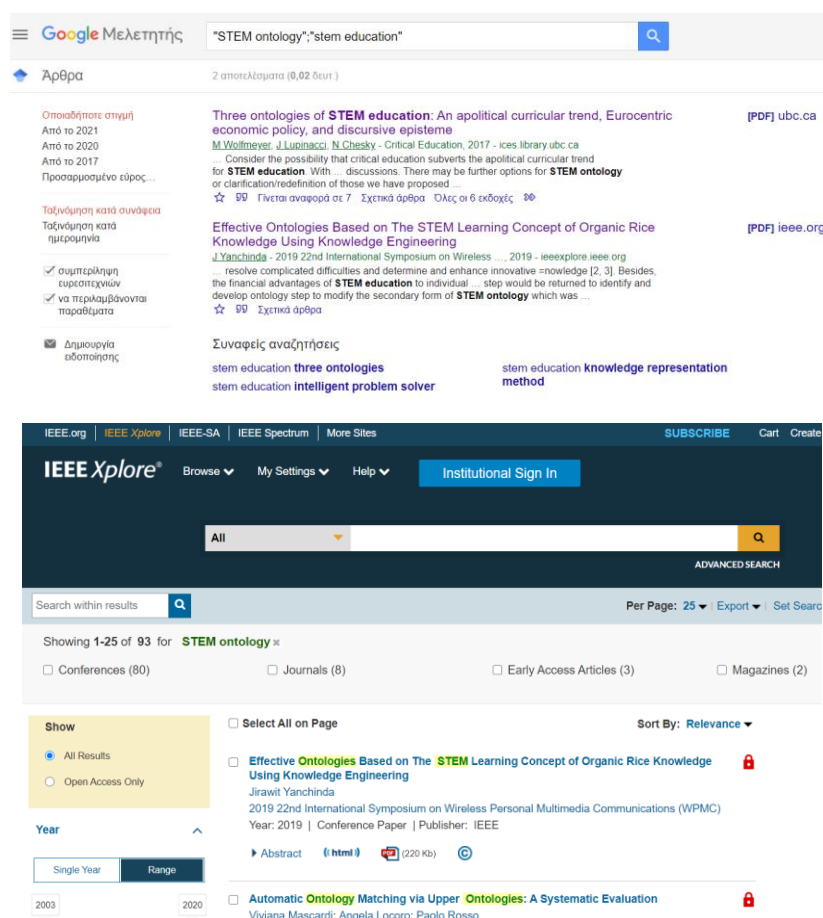 Google Μελετητής
"STEM ontology";"stem education"
Άρθρα
2 αποτελέσματα (0,02 δευτ.)
Οποιαδήποτε στιγμή
Από το 2021
Από το 2020
Από το 2017
Προσαρμοσμένο εύρος...
Ταξινόμηση κατά συνάφεια
Ταξινόμηση κατά
ημερομηνία
συμπερίληψη
ευρεσιτεχνιών
να περιλαμβάνονται
παραθέματα
Δημιουργία
ειδοποίησης
Three ontologies of STEM education: An apolitical curricular trend, Eurocentric
economic policy, and discursive episteme
[PDF] ubc.ca
M Wolfmeyer, J Lupinacci, N Chesky - Critical Education, 2017 - ices.library.ubc.ca
... Consider the possibility that critical education subverts the apolitical curricular trend
for STEM education. With ... discussions. There may be further options for STEM ontology
or clarification/redefinition of those we have proposed ...
Γίνεται αναφορά σε 7 Σχετικά άρθρα Όλες οι 6 εκδοχές
Effective Ontologies Based on The STEM Learning Concept of Organic Rice
Knowledge Using Knowledge Engineering
[PDF] ieee.org
J Yanchinda - 2019 22nd International Symposium on Wireless ..., 2019 - ieeexplore.ieee.org
... resolve complicated difficulties and determine and enhance innovative =nowledge [2, 3]. Besides,
the financial advantages of STEM education to individual ... step would be returned to identify and
develop ontology step to modify the secondary form of STEM ontology which was ...
Σχετικά άρθρα
Συναφείς αναζητήσεις
stem education three ontologies
stem education intelligent problem solver
stem education knowledge representation
method
IEEE.org | IEEE Xplore | IEEE-SA | IEEE Spectrum | More Sites
SUBSCRIBE Cart Create
IEEE Xplore® Browse My Settings Help Institutional Sign In
All
ADVANCED SEARCH
Search within results
Per Page: 25 | Export | Set Searc
Showing 1-25 of 93 for STEM ontology ×
Conferences (80) Journals (8) Early Access Articles (3) Magazines (2)
Show
All Results
Open Access Only
Year
Single Year Range
2003 2020
Select All on Page
Sort By: Relevance
Effective Ontologies Based on The STEM Learning Concept of Organic Rice Knowledge
Using Knowledge Engineering
Jirawit Yanchinda
2019 22nd International Symposium on Wireless Personal Multimedia Communications (WPMC)
Year: 2019 | Conference Paper | Publisher: IEEE
Abstract ((html)) PDF (220 Kb) ©
Automatic Ontology Matching via Upper Ontologies: A Systematic Evaluation
Viviana Mascardi; Angela Locoro; Paolo Rosso